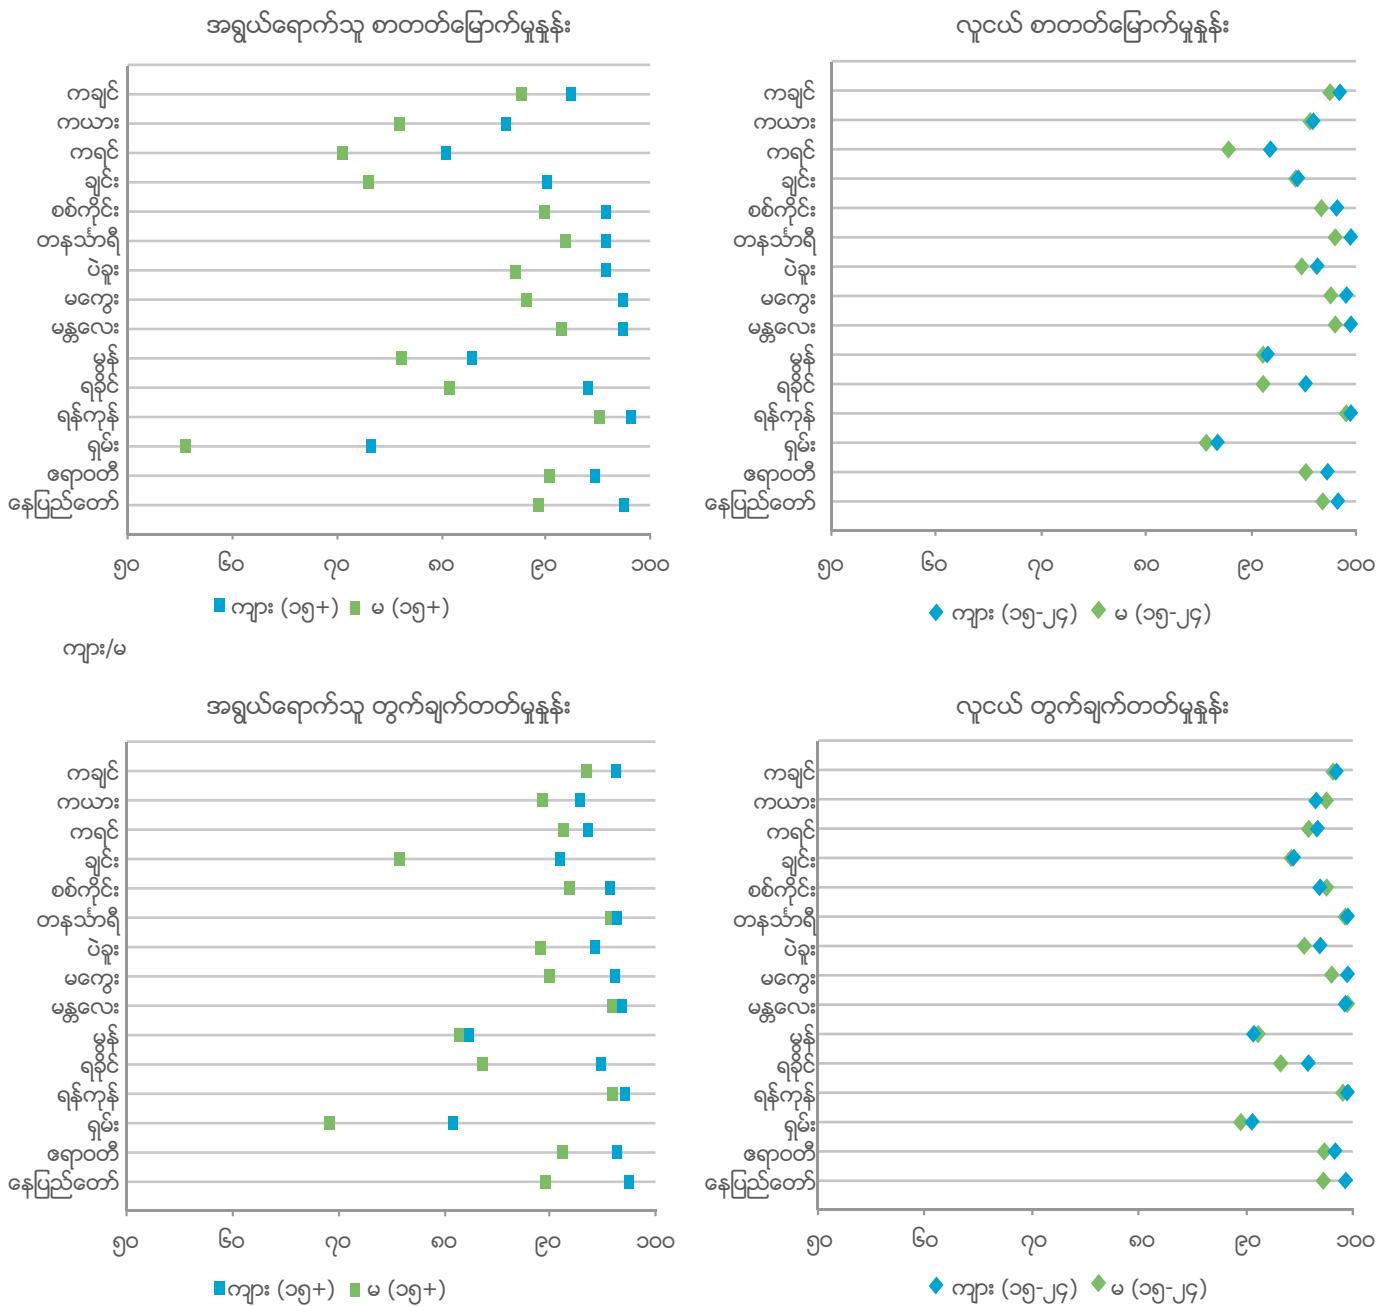 အရွယ်ရောက်သူ စာတတ်မြောက်မှုနှုန်း
ကချင်
ကယား
ကရင်
ချင်း
စစ်ကိုင်း
တနင်္သာရီ
ပဲခူး
မကွေး
မန္တလေး
မွန်
ရခိုင်
ရန်ကုန်
ရှမ်း
ဧရာဝတီ
နေပြည်တော်
၅၀ ၆၀ ၇၀ ၈၀ ၉၀ ၁၀၀
ကျား (၁၅+) မ (၁၅+)
ကျား/မ
လူငယ် စာတတ်မြောက်မှုနှုန်း
ကချင်
ကယား
ကရင်
ချင်း
စစ်ကိုင်း
တနင်္သာရီ
ပဲခူး
မကွေး
မန္တလေး
မွန်
ရခိုင်
ရန်ကုန်
ရှမ်း
ဧရာဝတီ
နေပြည်တော်
၅၀ ၆၀ ၇၀ ၈၀ ၉၀ ၁၀၀
ကျား (၁၅-၂၄) မ (၁၅-၂၄)
အရွယ်ရောက်သူ တွက်ချက်တတ်မှုနှုန်း
ကချင်
ကယား
ကရင်
ချင်း
စစ်ကိုင်း
တနင်္သာရီ
ပဲခူး
မကွေး
မန္တလေး
မွန်
ရခိုင်
ရန်ကုန်
ရှမ်း
ဧရာဝတီ
နေပြည်တော်
၅၀ ၆၀ ၇၀ ၈၀ ၉၀ ၁၀၀
ကျား (၁၅+) မ (၁၅+)
လူငယ် တွက်ချက်တတ်မှုနှုန်း
ကချင်
ကယား
ကရင်
ချင်း
စစ်ကိုင်း
တနင်္သာရီ
ပဲခူး
မကွေး
မန္တလေး
မွန်
ရခိုင်
ရန်ကုန်
ရှမ်း
ဧရာဝတီ
နေပြည်တော်
၅၀ ၆၀ ၇၀ ၈၀ ၉၀ ၁၀၀
ကျား (၁၅-၂၄) မ (၁၅-၂၄)